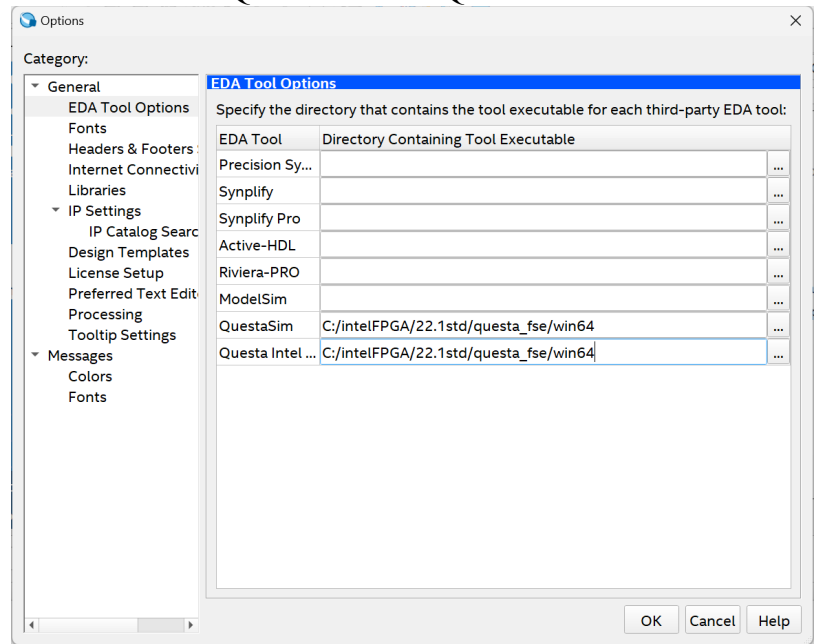 Options
Category:
General
EDA Tool Options
Fonts
Headers & Footers
Internet Connectivi
Libraries
IP Settings
IP Catalog Searc
Design Templates
License Setup
Preferred Text Edit
Processing
Tooltip Settings
Messages
Colors
Fonts
EDA Tool Options
Specify the directory that contains the tool executable for each third-party EDA tool:
EDA Tool Directory Containing Tool Executable
Precision Sy... ...
Synplify ...
Synplify Pro ...
Active-HDL ...
Riviera-PRO ...
ModelSim ...
QuestaSim C:/intelFPGA/22.1std/questa_fse/win64 ...
Questa Intel ... C:/intelFPGA/22.1std/questa_fse/win64 ...
OK Cancel Help